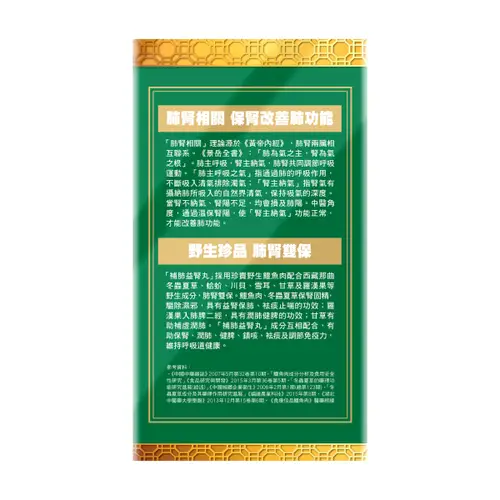 肺腎相關 保腎改善肺功能
「肺腎相關」理論源於《黃帝內經》，肺腎兩臟相
互聯系。《景岳全書》：「肺為氣之主，腎為氣
之根」。肺主呼吸，腎主納氣，肺腎共同調節呼吸
運動。「肺主呼吸之氣」指通過肺的呼吸作用，
不斷吸入清氣排除濁氣；「腎主納氣」指腎有
攝納肺所吸入的自然界清氣，保持吸氣的深度。
當腎不納氣、腎陽不足，均會損及肺陽。中醫角
度，通過溫保腎陽，使「腎主納氣」功能正常，
才能改善肺功能。
野生珍品 肺腎雙保
「補肺益腎丸」採用珍貴野生鱷魚肉配合西藏那曲
冬蟲夏草、蛤蚧、川貝、雪耳、甘草及羅漢果等
野生成分，肺腎雙保。鱷魚肉、冬蟲夏草保腎固精，
驅除濕邪，具有益腎保肺、祛痰止喘的功效；羅
漢果入肺脾二經，具有潤肺健脾的功效；甘草有
助補虛潤肺。「補肺益腎丸」成分互相配合，有
助保腎、潤肺、健脾、鎮咳、祛痰及調節免疫力，
維持呼吸道健康。
參考資料：